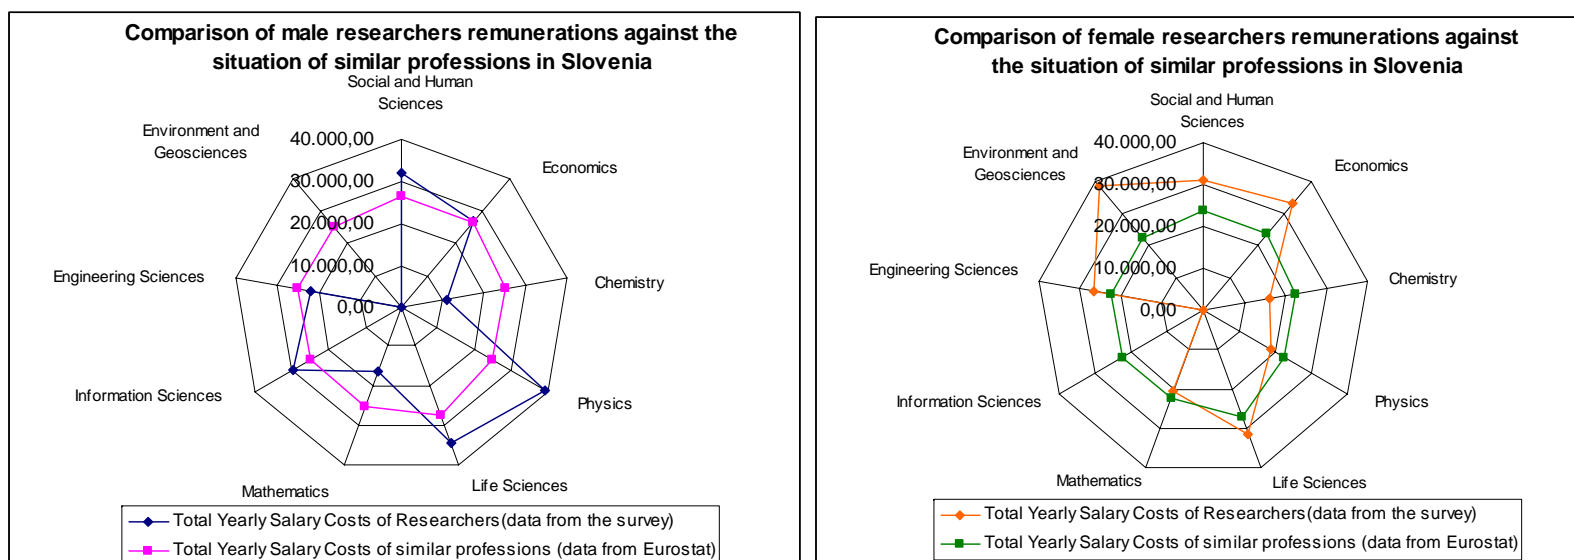 Comparison of male researchers remunerations against the
situation of similar professions in Slovenia
Social and Human
Sciences
Environment and
Geosciences
40.000,00
Economics
30.000,00
20.000,00
Engineering Sciences
10.000,00
Chemistry
0,00
Information Sciences
Physics
Mathematics
Life Sciences
Total Yearly Salary Costs of Researchers(data from the survey)
Total Yearly Salary Costs of similar professions (data from Eurostat)
Comparison of female researchers remunerations against
the situation of similar professions in Slovenia
Social and Human
Sciences
Environment and
Geosciences
40.000,00
Economics
30.000,00
20.000,00
Engineering Sciences
10.000,00
Chemistry
0,00
Information Sciences
Physics
Mathematics
Life Sciences
Total Yearly Salary Costs of Researchers(data from the survey)
Total Yearly Salary Costs of similar professions (data from Eurostat)